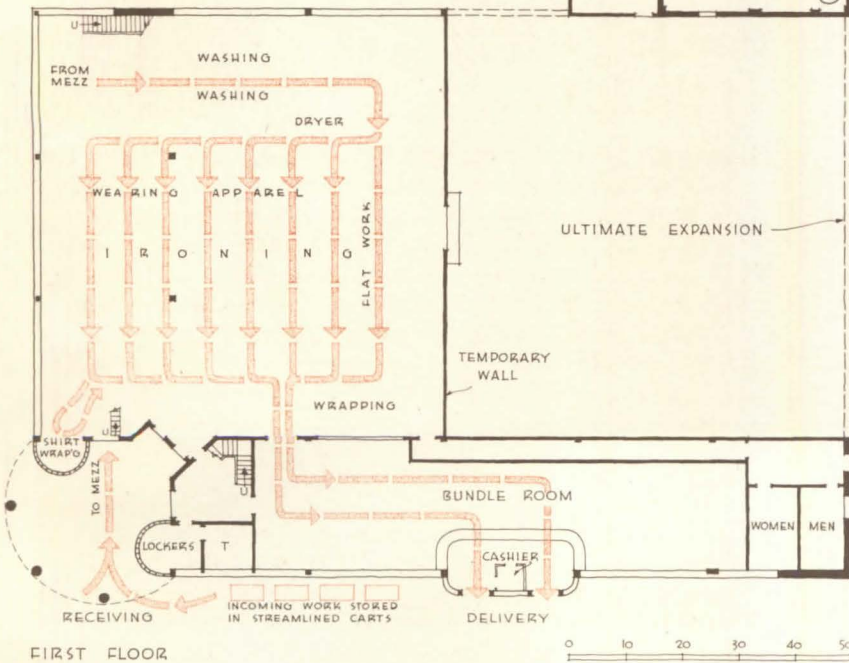 U
FROM
MEZZ
WASHING
WASHING
DRYER
WEARING APPAREL
IRONING
FLAT WORK
ULTIMATE EXPANSION
TEMPORARY
WALL
WRAPPING
SHIRT
WRAP'G
U
TO MEZZ
U
BUNDLE ROOM
WOMEN
MEN
LOCKERS
T
CASHIER
RECEIVING
INCOMING WORK STORED
IN STREAMLINED CARTS
DELIVERY
FIRST FLOOR
0 10 20 30 40 50